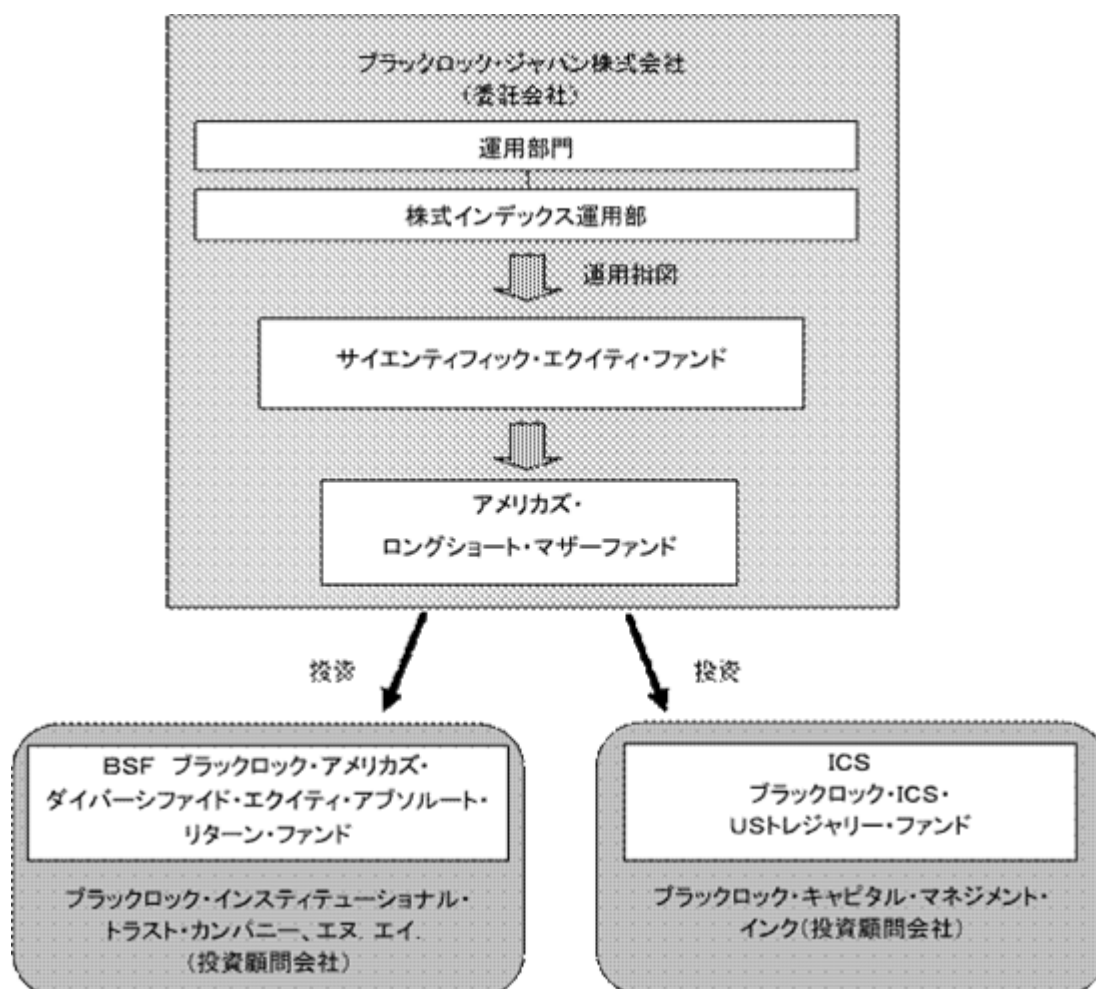 ブラックロック・ジャパン株式会社
(委託会社)
運用部門
株式インデックス運用部
運用指図
サイエンティフィック・エクイティ・ファンド
アメリカズ・
ロングショート・マザーファンド
投資
投資
BSF ブラックロック・アメリカズ・
ダイバーシファイド・エクイティ・アブソルート・
リターン・ファンド
ブラックロック・インスティテューショナル・
トラスト・カンパニー、エヌ.エイ.
(投資顧問会社)
ICS
ブラックロック・ICS・
USトレジャリー・ファンド
ブラックロック・キャピタル・マネジメント・
インク(投資顧問会社)